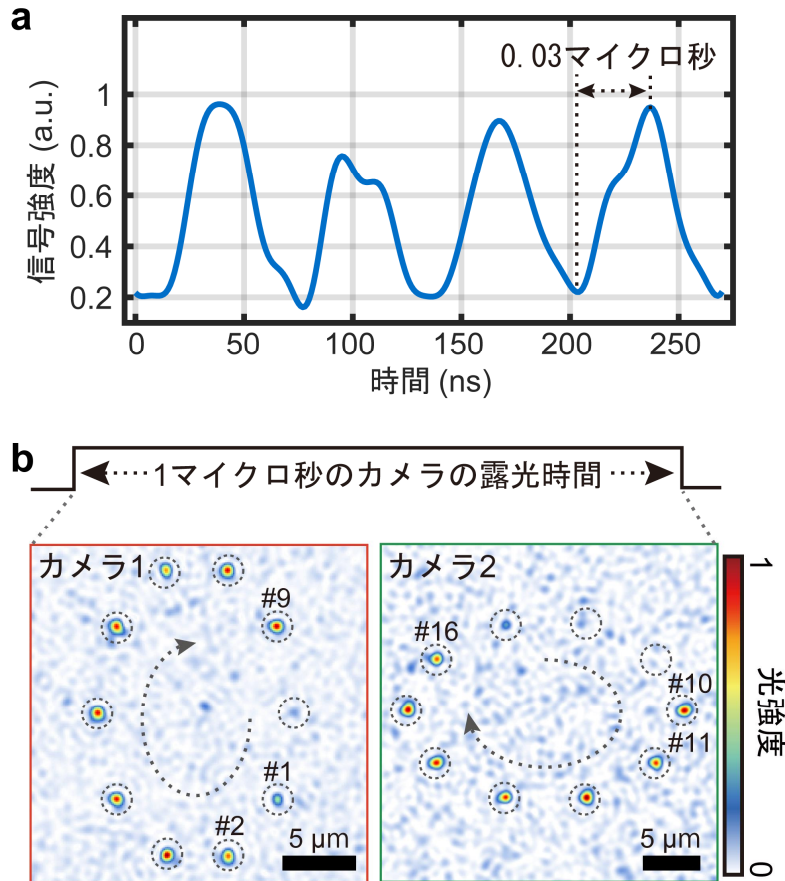 a
0.03マイクロ秒
信号強度 (a.u.)
1
0.8
0.6
0.4
0.2
0
50
100
150
200
250
時間 (ns)
b
1マイクロ秒のカメラの露光時間
カメラ1
#9
#1
#2
5 μm
カメラ2
#16
#10
#11
5 μm
1
光強度
0